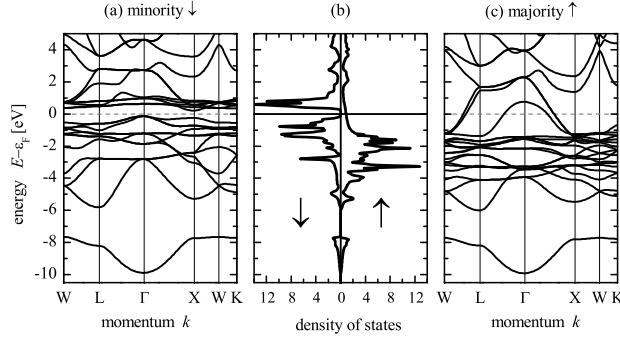 (a) minority ↓
(b)
(c) majority ↑
energy E−εF [eV]
4
2
0
-2
-4
-6
-8
-10
↓ ↑
W L Γ X W K
12 8 4 0 4 8 12
W L Γ X W K
momentum k
density of states
momentum k